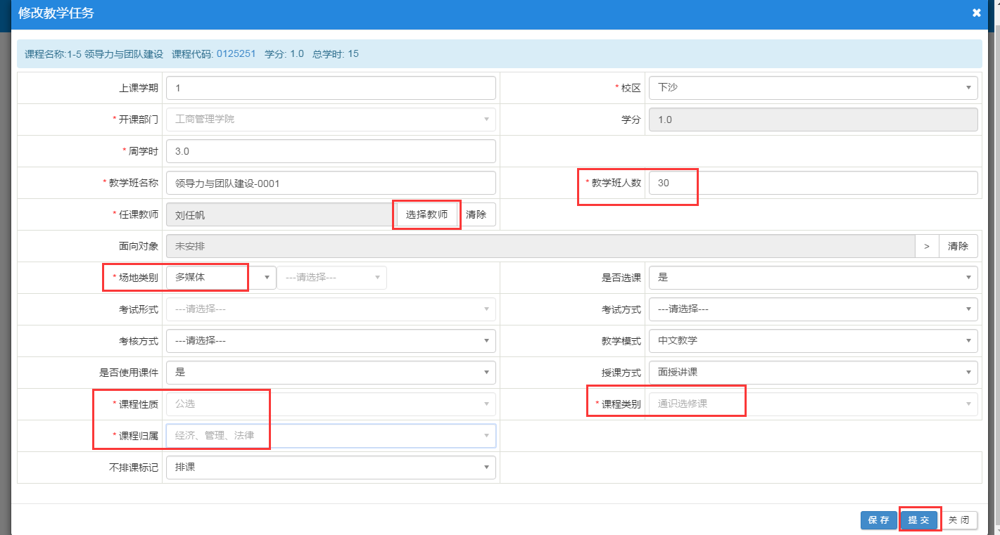 修改教学任务
课程名称:1-5 领导力与团队建设 课程代码: 0125251 学分: 1.0 总学时: 15
上课学期 1 * 校区 下沙
* 开课部门 工商管理学院 学分 1.0
* 周学时 3.0
* 教学班名称 领导力与团队建设-0001 * 教学班人数 30
* 任课教师 刘任帆 选择教师 清除
面向对象 未安排 > 清除
* 场地类别 多媒体 ---请选择--- 是否选课 是
考试形式 ---请选择--- 考试方式 ---请选择---
考核方式 ---请选择--- 教学模式 中文教学
是否使用课件 是 授课方式 面授讲课
* 课程性质 公选 * 课程类别 通识选修课
* 课程归属 经济、管理、法律
不排课标记 排课
保存 提交 关闭